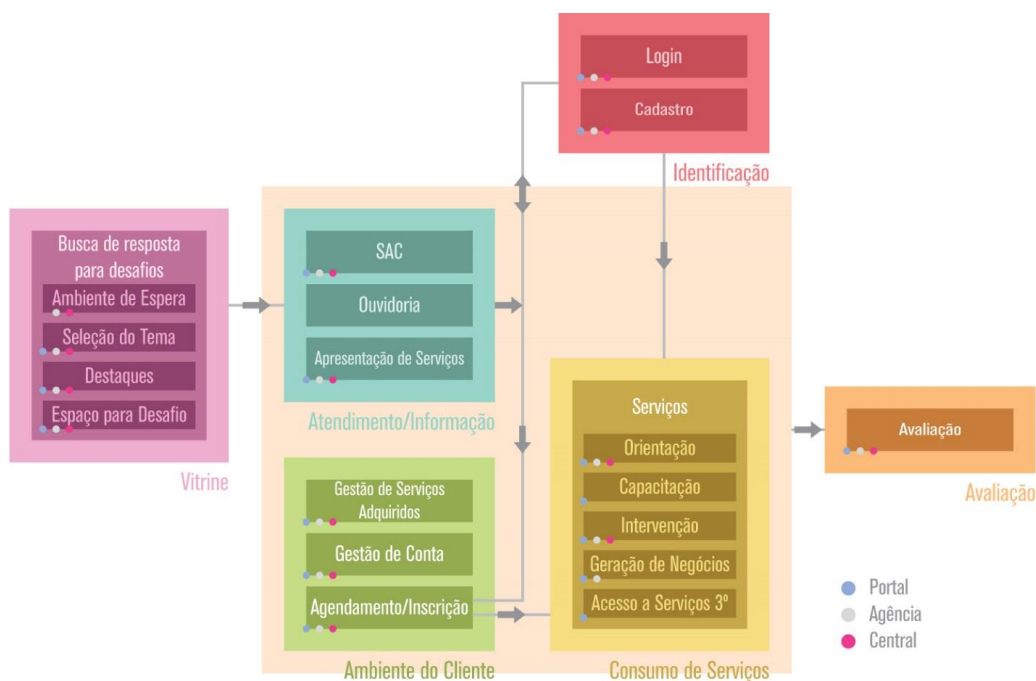 Login
Cadastro
Identificação
Busca de resposta
para desafios
Ambiente de Espera
Seleção do Tema
Destaques
Espaço para Desafio
Vitrine
SAC
Ouvidoria
Apresentação de Serviços
Atendimento/Informação
Gestão de Serviços
Adquiridos
Gestão de Conta
Agendamento/Inscrição
Ambiente do Cliente
Serviços
Orientação
Capacitação
Intervenção
Geração de Negócios
Acesso a Serviços 3º
Consumo de Serviços
Avaliação
Avaliação
Portal
Agência
Central